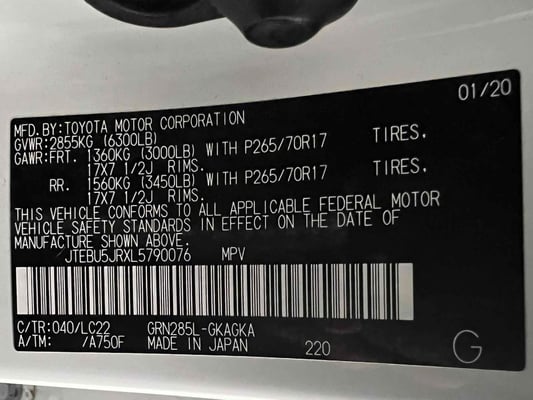 01/20
MFD.BY:TOYOTA MOTOR CORPORATION
GVWR:2855KG (6300LB)
GAWR:FRT. 1360KG (3000LB) WITH P265/70R17 TIRES,
17X7 1/2J RIMS.
RR. 1560KG (3450LB) WITH P265/70R17 TIRES,
17X7 1/2J RIMS.
THIS VEHICLE CONFORMS TO ALL APPLICABLE FEDERAL MOTOR
VEHICLE SAFETY STANDARDS IN EFFECT ON THE DATE OF
MANUFACTURE SHOWN ABOVE.
JTEBU5JRXL5790076 MPV
C/TR:040/LC22 GRN285L-GKAGKA
A/TM: /A750F MADE IN JAPAN 220 G